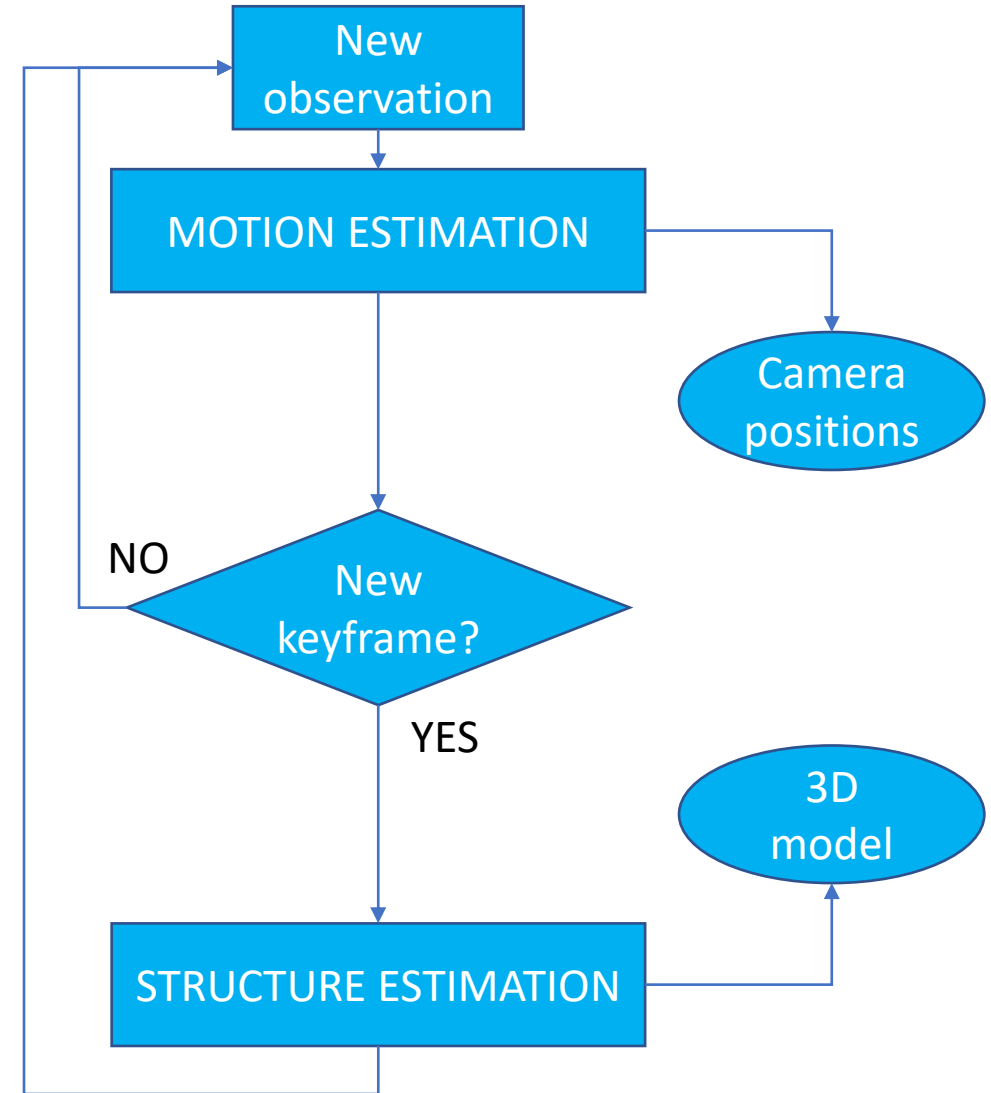 New
observation
MOTION ESTIMATION
Camera
positions
NO
New
keyframe?
YES
3D
model
STRUCTURE ESTIMATION